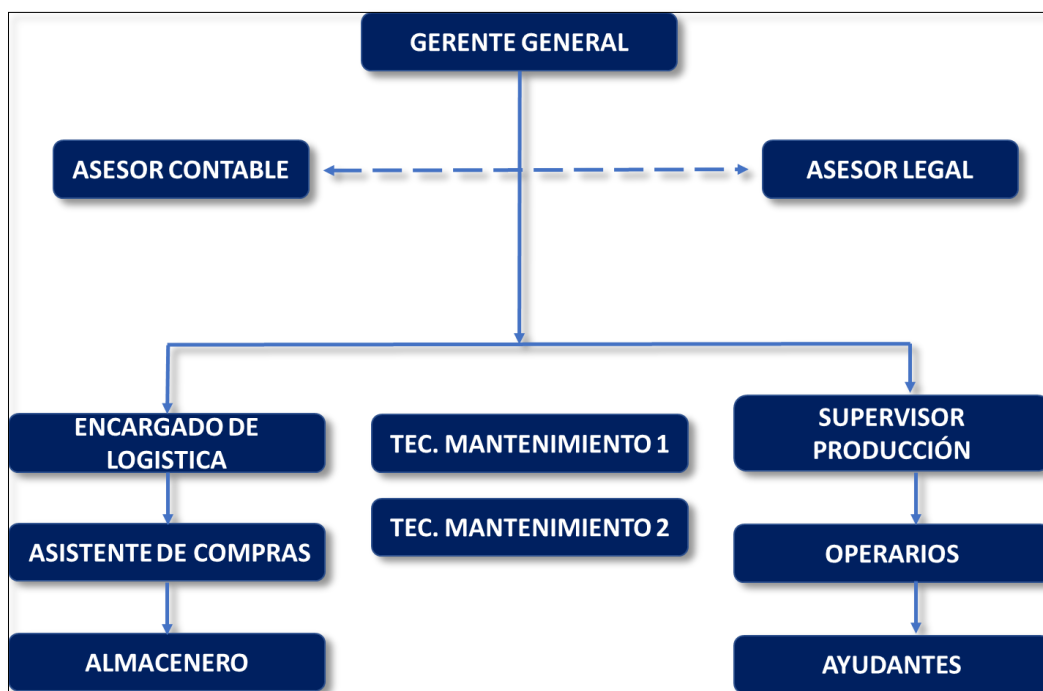 GERENTE GENERAL
ASESOR CONTABLE
ASESOR LEGAL
ENCARGADO DE
LOGISTICA
TEC. MANTENIMIENTO 1
SUPERVISOR
PRODUCCIÓN
ASISTENTE DE COMPRAS
TEC. MANTENIMIENTO 2
OPERARIOS
ALMACENERO
AYUDANTES